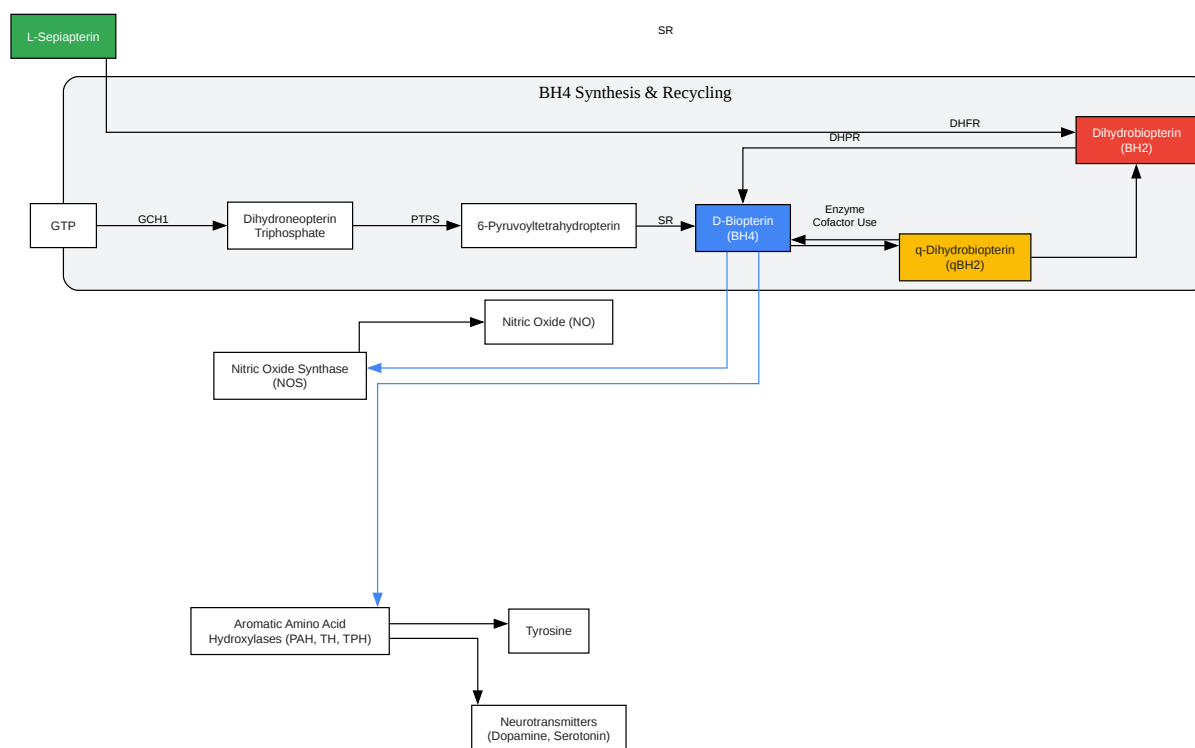 L-Sepiapterin
SR
BH4 Synthesis & Recycling
DHFR
DHPR
Dihydrobiopterin
(BH2)
GTP
GCH1
Dihydroneopterin
Triphosphate
PTPS
6-Pyruvoyltetrahydropterin
SR
D-Biopterin
(BH4)
Enzyme
Cofactor Use
q-Dihydrobiopterin
(qBH2)
Nitric Oxide (NO)
Nitric Oxide Synthase
(NOS)
Aromatic Amino Acid
Hydroxylases (PAH, TH, TPH)
Tyrosine
Neurotransmitters
(Dopamine, Serotonin)